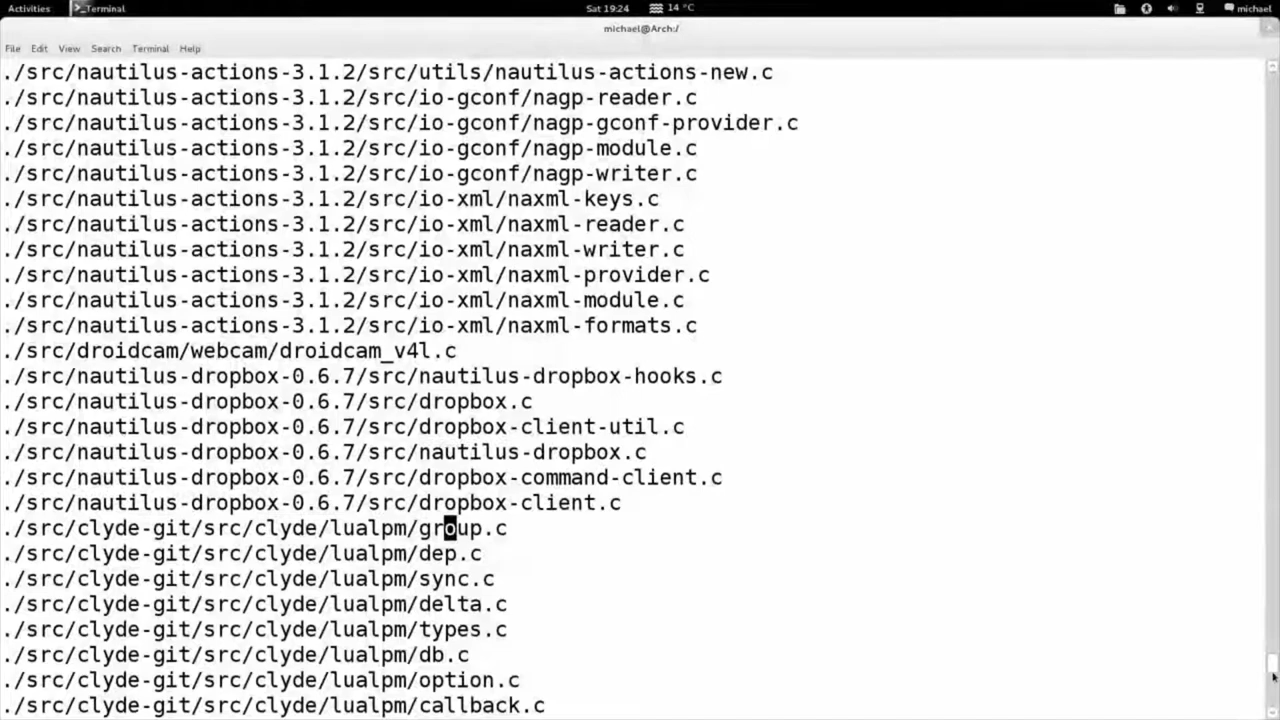 Activities >_Terminal Sat 19:24 14 °C michael
michael@Arch:/
File Edit View Search Terminal Help
./src/nautilus-actions-3.1.2/src/utils/nautilus-actions-new.c
./src/nautilus-actions-3.1.2/src/io-gconf/nagp-reader.c
./src/nautilus-actions-3.1.2/src/io-gconf/nagp-gconf-provider.c
./src/nautilus-actions-3.1.2/src/io-gconf/nagp-module.c
./src/nautilus-actions-3.1.2/src/io-gconf/nagp-writer.c
./src/nautilus-actions-3.1.2/src/io-xml/naxml-keys.c
./src/nautilus-actions-3.1.2/src/io-xml/naxml-reader.c
./src/nautilus-actions-3.1.2/src/io-xml/naxml-writer.c
./src/nautilus-actions-3.1.2/src/io-xml/naxml-provider.c
./src/nautilus-actions-3.1.2/src/io-xml/naxml-module.c
./src/nautilus-actions-3.1.2/src/io-xml/naxml-formats.c
./src/droidcam/webcam/droidcam_v4l.c
./src/nautilus-dropbox-0.6.7/src/nautilus-dropbox-hooks.c
./src/nautilus-dropbox-0.6.7/src/dropbox.c
./src/nautilus-dropbox-0.6.7/src/dropbox-client-util.c
./src/nautilus-dropbox-0.6.7/src/nautilus-dropbox.c
./src/nautilus-dropbox-0.6.7/src/dropbox-command-client.c
./src/nautilus-dropbox-0.6.7/src/dropbox-client.c
./src/clyde-git/src/clyde/lualpm/group.c
./src/clyde-git/src/clyde/lualpm/dep.c
./src/clyde-git/src/clyde/lualpm/sync.c
./src/clyde-git/src/clyde/lualpm/delta.c
./src/clyde-git/src/clyde/lualpm/types.c
./src/clyde-git/src/clyde/lualpm/db.c
./src/clyde-git/src/clyde/lualpm/option.c
./src/clyde-git/src/clyde/lualpm/callback.c